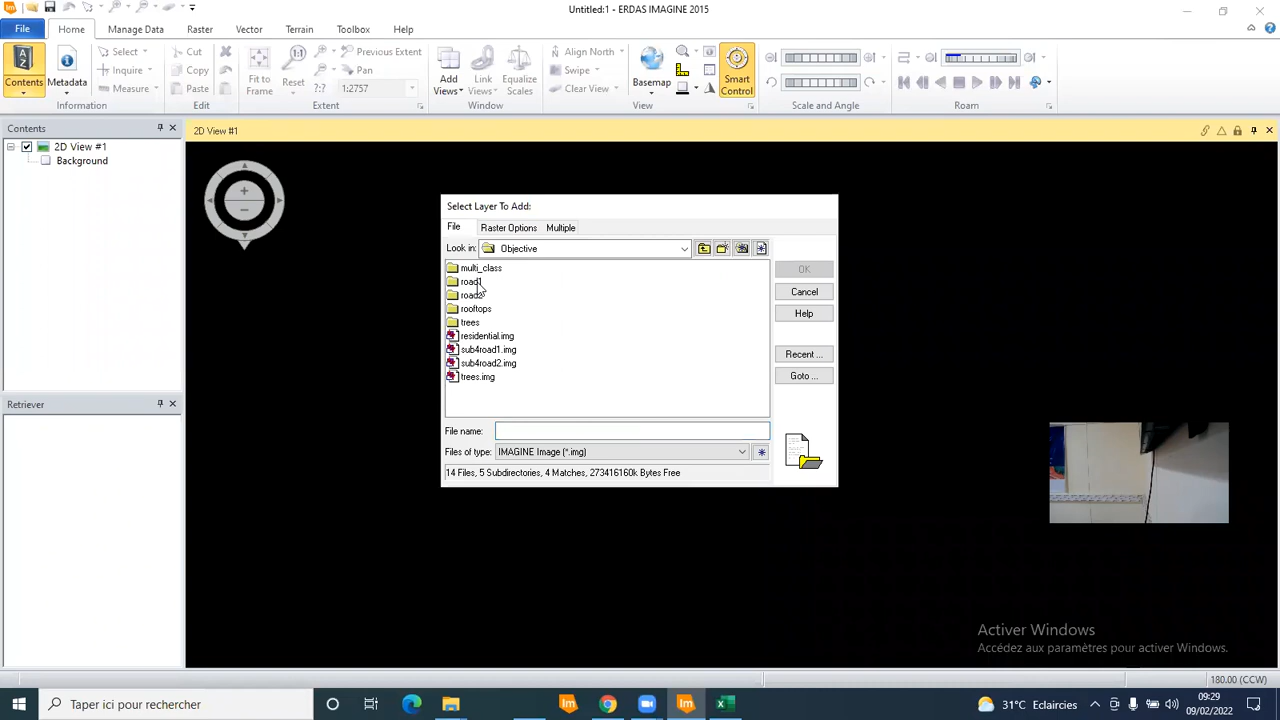 Untitled:1 - ERDAS IMAGINE 2015
File Home Manage Data Raster Vector Terrain Toolbox Help
Contents
Metadata
Select
Inquire
Measure
Information
Cut
Copy
Paste
Edit
Fit to Frame
1:1
Reset
Previous Extent
Pan
1:2757
Extent
Add Views
Link Views
Equalize Scales
Window
Align North
Swipe
Clear View
Basemap
Smart Control
View
Scale and Angle
Roam
Contents
2D View #1
Background
Retriever
2D View #1
Select Layer To Add:
File Raster Options Multiple
Look in: Objective
multi_class
road1
road2
rooftops
trees
residential.img
sub4road1.img
sub4road2.img
trees.img
OK
Cancel
Help
Recent ...
Goto ...
File name:
Files of type: IMAGINE Image (*.img)
14 Files, 5 Subdirectories, 4 Matches, 273416160k Bytes Free
Activer Windows
Accédez aux paramètres pour activer Windows.
180.00 (CCW)
Taper ici pour rechercher
31°C Eclaircies
09:29
09/02/2022